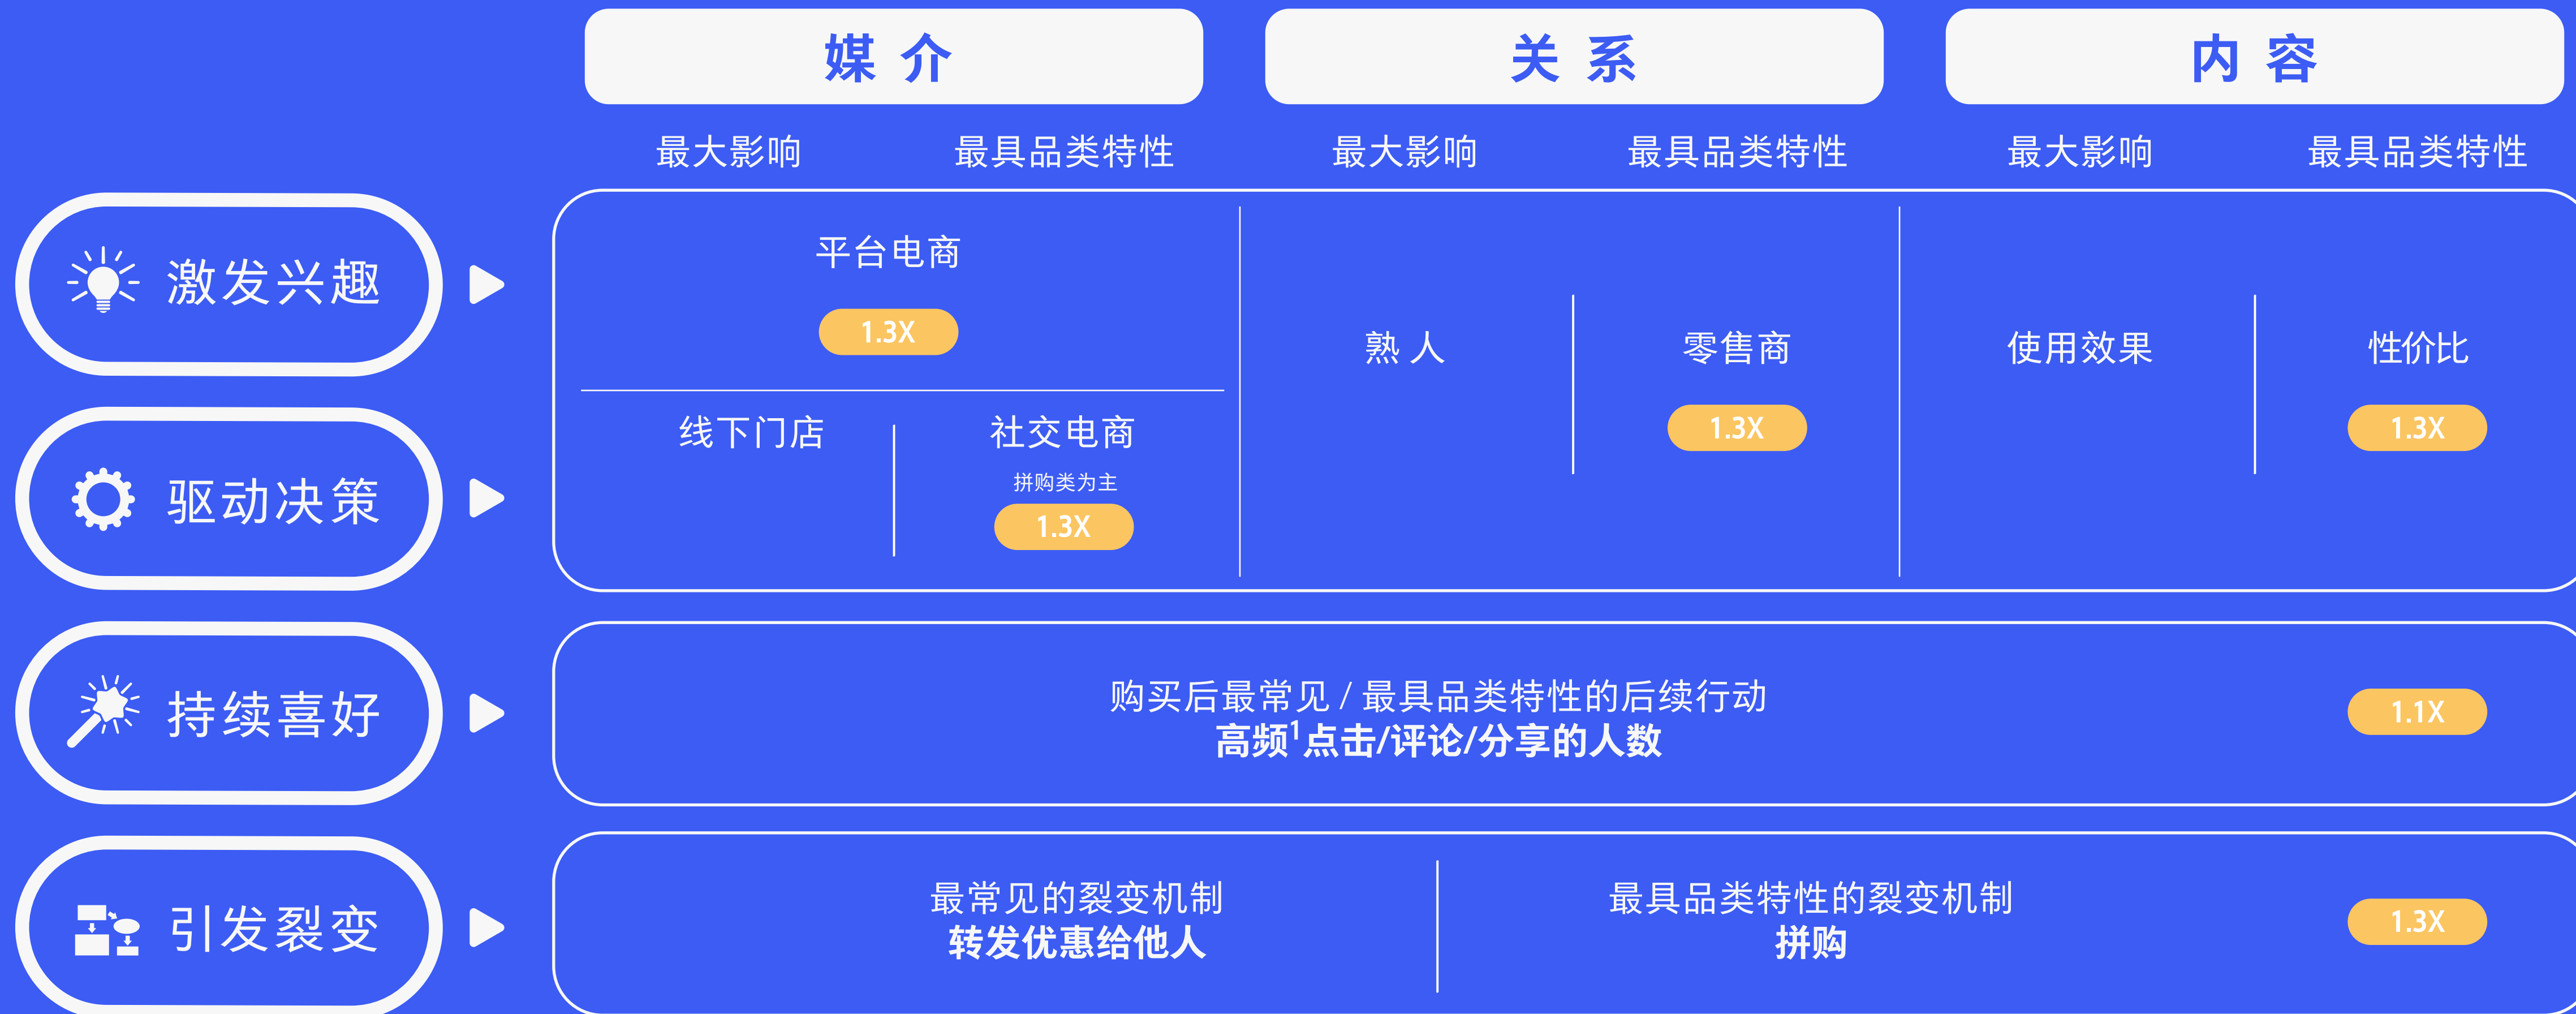 媒 介
关 系
内 容
最大影响
最具品类特性
最大影响
最具品类特性
最大影响
最具品类特性
激发兴趣
平台电商
1.3X
熟 人
零售商
1.3X
使用效果
性价比
1.3X
驱动决策
线下门店
社交电商
拼购类为主
1.3X
持续喜好
购买后最常见 / 最具品类特性的后续行动
高频1点击/评论/分享的人数
1.1X
引发裂变
最常见的裂变机制
转发优惠给他人
最具品类特性的裂变机制
拼购
1.3X